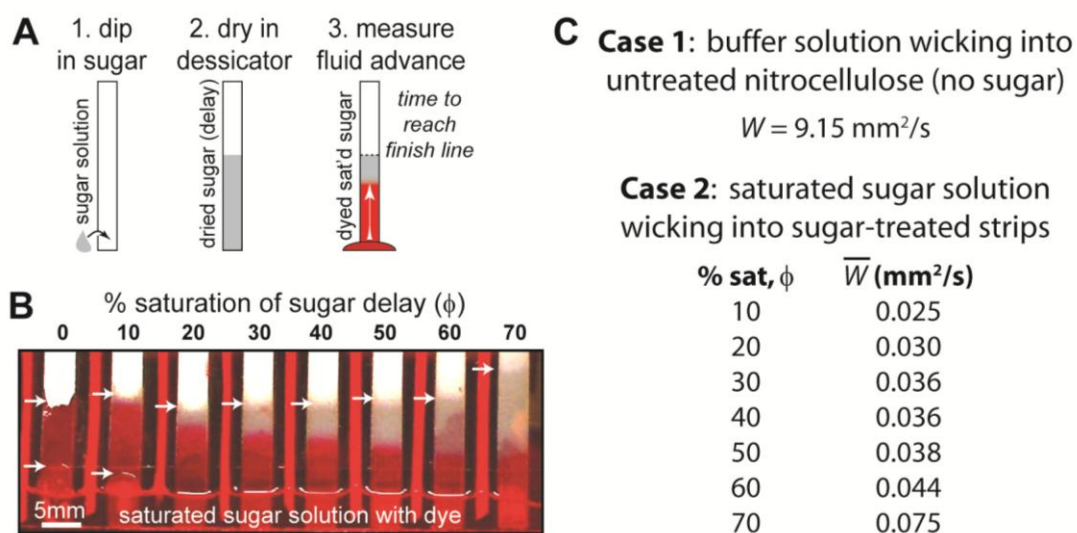 A
1. dip
in sugar
2. dry in
dessicator
3. measure
fluid advance
sugar solution
dried sugar (delay)
dyed sat'd sugar
time to
reach
finish line
B
% saturation of sugar delay (ϕ)
0 10 20 30 40 50 60 70
5mm
saturated sugar solution with dye
C
Case 1: buffer solution wicking into
untreated nitrocellulose (no sugar)
W = 9.15 mm²/s
Case 2: saturated sugar solution
wicking into sugar-treated strips
% sat, ϕ W̅ (mm²/s)
10 0.025
20 0.030
30 0.036
40 0.036
50 0.038
60 0.044
70 0.075